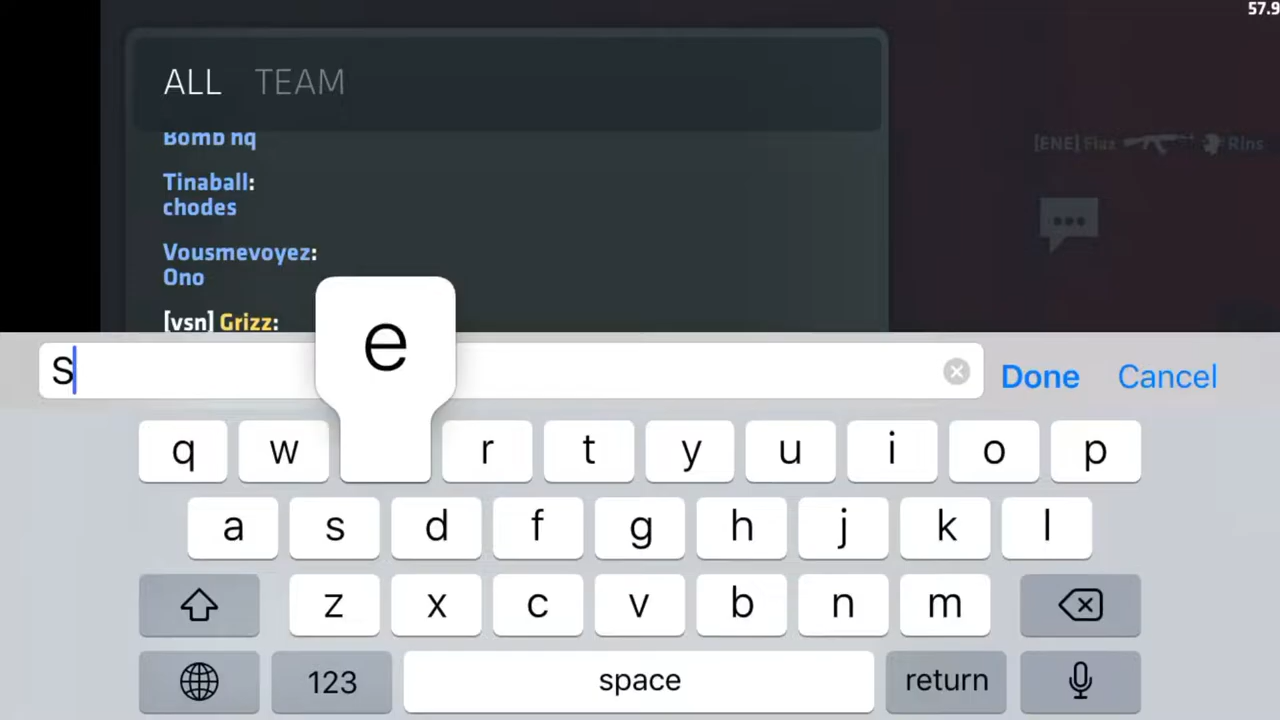 57.9
ALL TEAM
Bomb hq
[ENE] Flux Rins
Tinaball:
chodes
Vousmevoyez:
Ono
[vsn] Grizz:
e
S
Done Cancel
q w r t y u i o p
a s d f g h j k l
z x c v b n m
123 space return